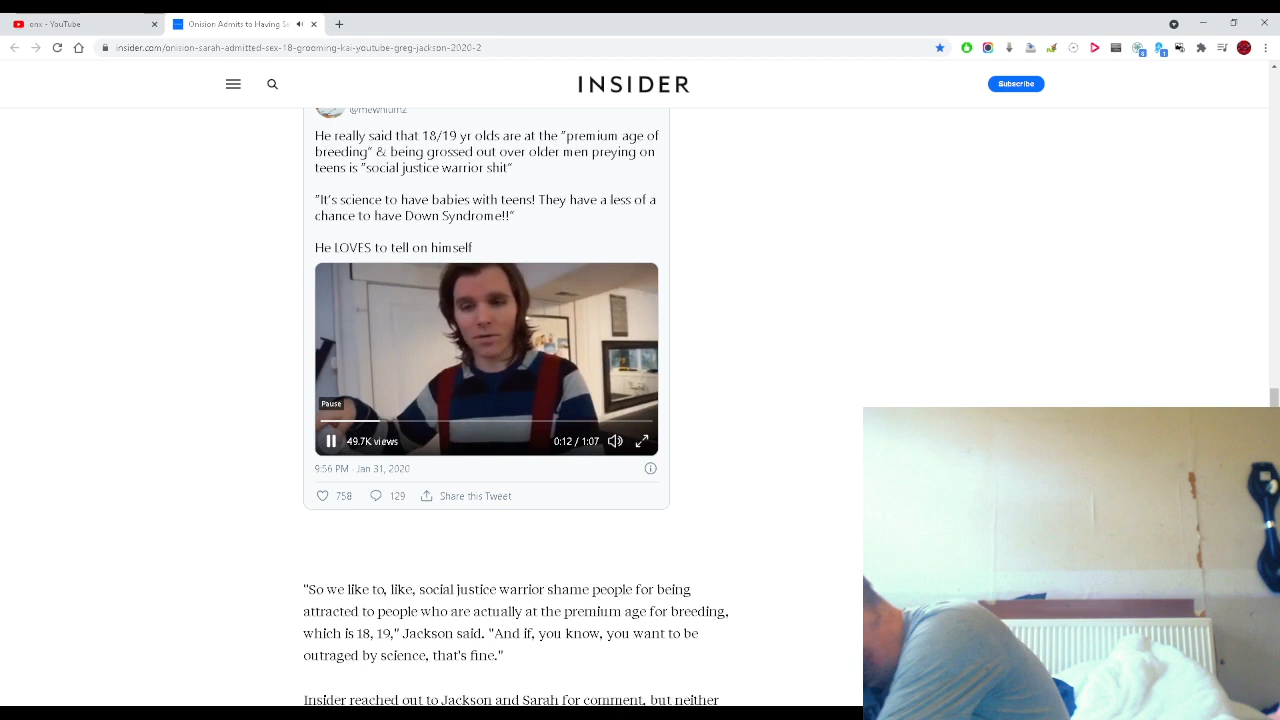 onx - YouTube
Onision Admits to Having Se
insider.com/onision-sarah-admitted-sex-18-grooming-kai-youtube-greg-jackson-2020-2
INSIDER
Subscribe
He really said that 18/19 yr olds are at the "premium age of
breeding" & being grossed out over older men preying on
teens is "social justice warrior shit"
"It's science to have babies with teens! They have a less of a
chance to have Down Syndrome!!"
He LOVES to tell on himself
Pause
49.7K views
0:12 / 1:07
9:56 PM · Jan 31, 2020
758
129
Share this Tweet
"So we like to, like, social justice warrior shame people for being
attracted to people who are actually at the premium age for breeding,
which is 18, 19," Jackson said. "And if, you know, you want to be
outraged by science, that's fine."
Insider reached out to Jackson and Sarah for comment, but neither